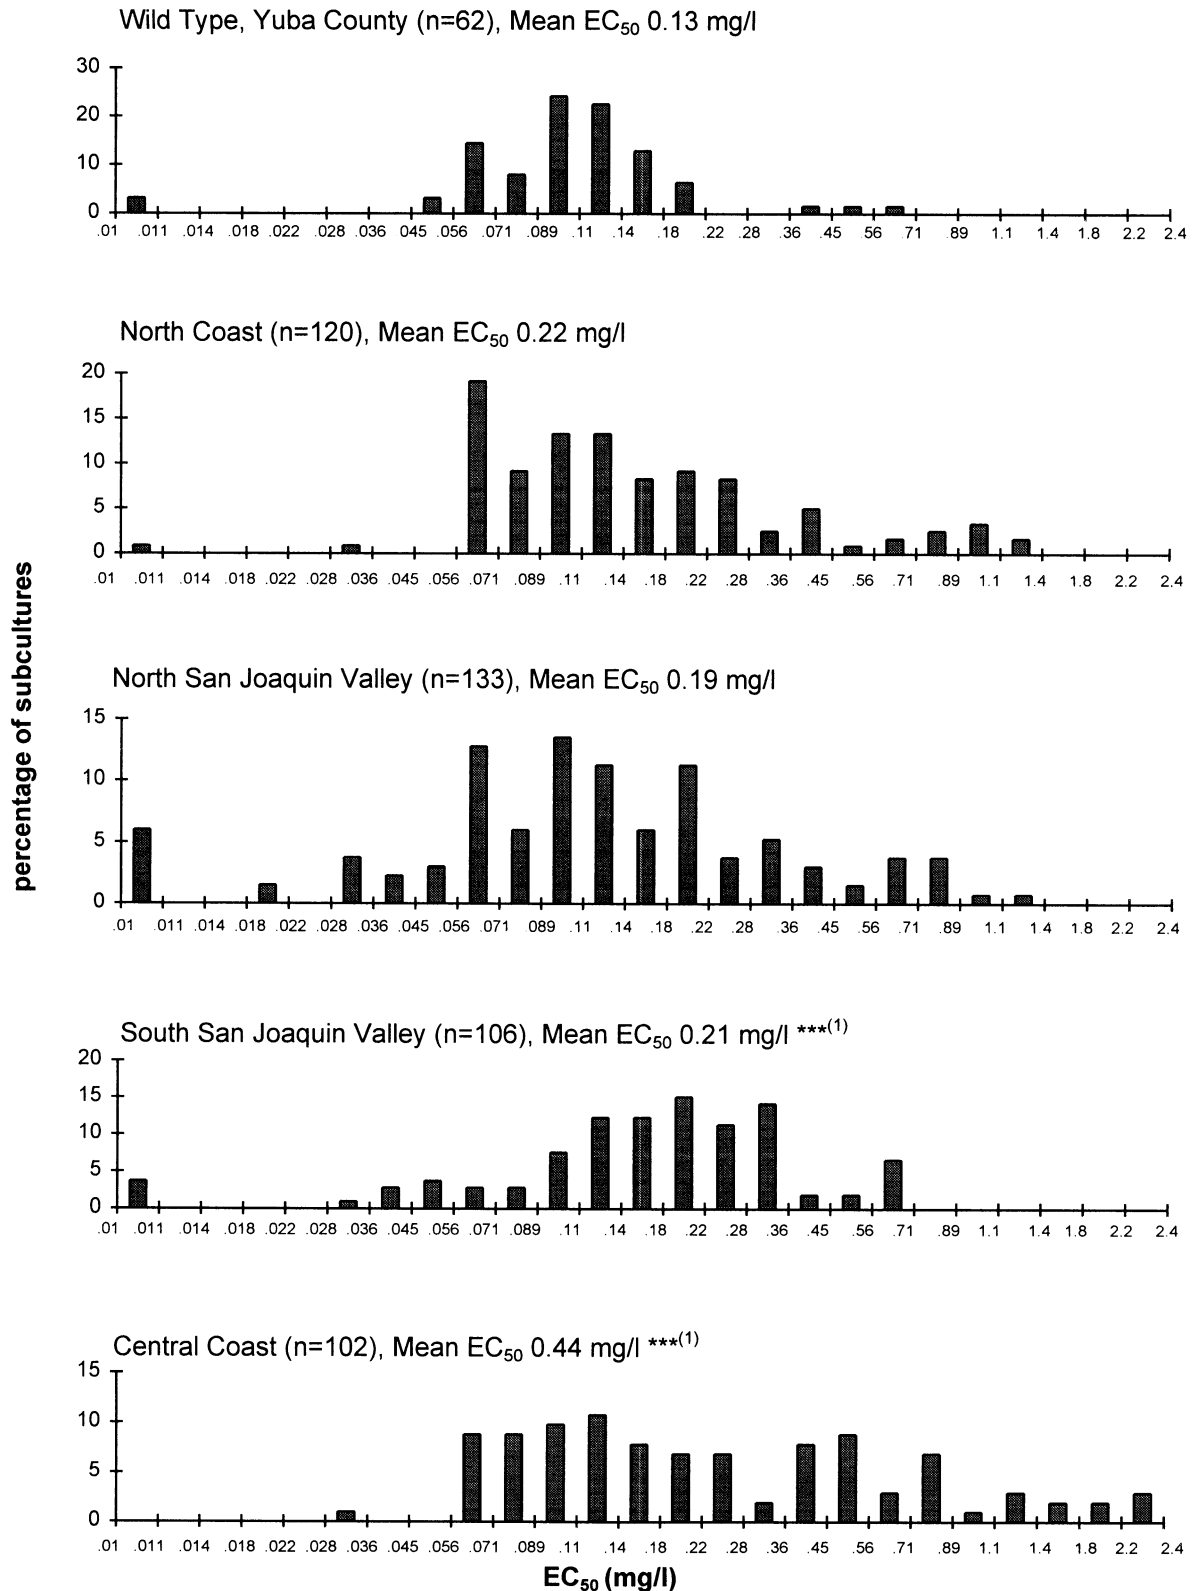 Wild Type, Yuba County (n=62), Mean EC50 0.13 mg/l
30
20
10
0
.01 .011 .014 .018 .022 .028 .036 .045 .056 .071 .089 .11 .14 .18 .22 .28 .36 .45 .56 .71 .89 1.1 1.4 1.8 2.2 2.4
North Coast (n=120), Mean EC50 0.22 mg/l
20
15
10
5
0
.01 .011 .014 .018 .022 .028 .036 .045 .056 .071 .089 .11 .14 .18 .22 .28 .36 .45 .56 .71 .89 1.1 1.4 1.8 2.2 2.4
percentage of subcultures
North San Joaquin Valley (n=133), Mean EC50 0.19 mg/l
15
10
5
0
.01 .011 .014 .018 .022 .028 .036 .045 .056 .071 .089 .11 .14 .18 .22 .28 .36 .45 .56 .71 .89 1.1 1.4 1.8 2.2 2.4
South San Joaquin Valley (n=106), Mean EC50 0.21 mg/l ***(1)
20
15
10
5
0
.01 .011 .014 .018 .022 .028 .036 .045 .056 .071 .089 .11 .14 .18 .22 .28 .36 .45 .56 .71 .89 1.1 1.4 1.8 2.2 2.4
Central Coast (n=102), Mean EC50 0.44 mg/l ***(1)
15
10
5
0
.01 .011 .014 .018 .022 .028 .036 .045 .056 .071 .089 .11 .14 .18 .22 .28 .36 .45 .56 .71 .89 1.1 1.4 1.8 2.2 2.4
EC50 (mg/l)